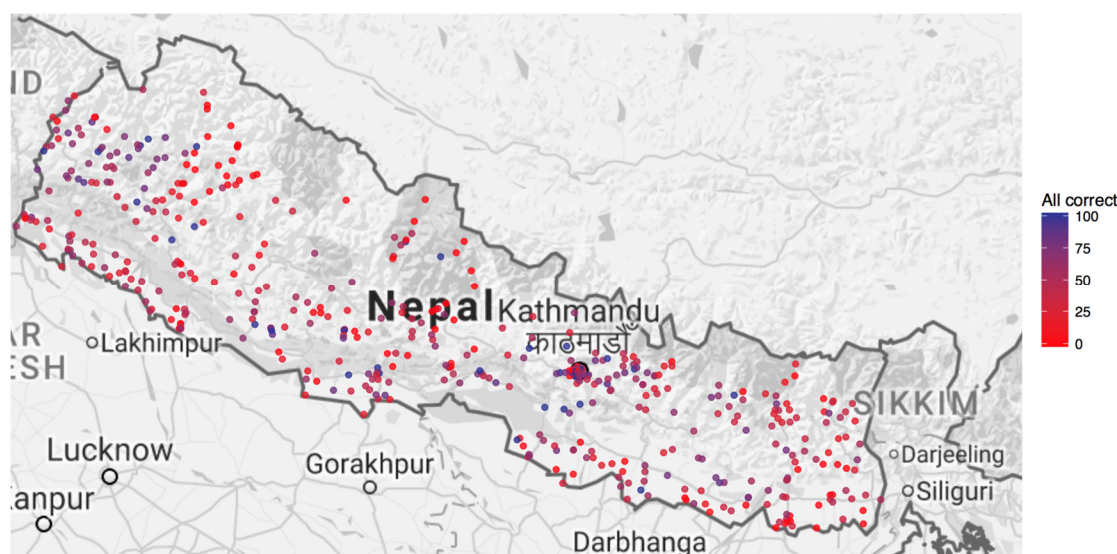 ND
Nepal
Kathmandu
काठमाडौँ
AR
ESH
Lakhimpur
SIKKIM
Lucknow
Gorakhpur
Darjeeling
Kanpur
Siliguri
Darbhanga
All correct
100
75
50
25
0